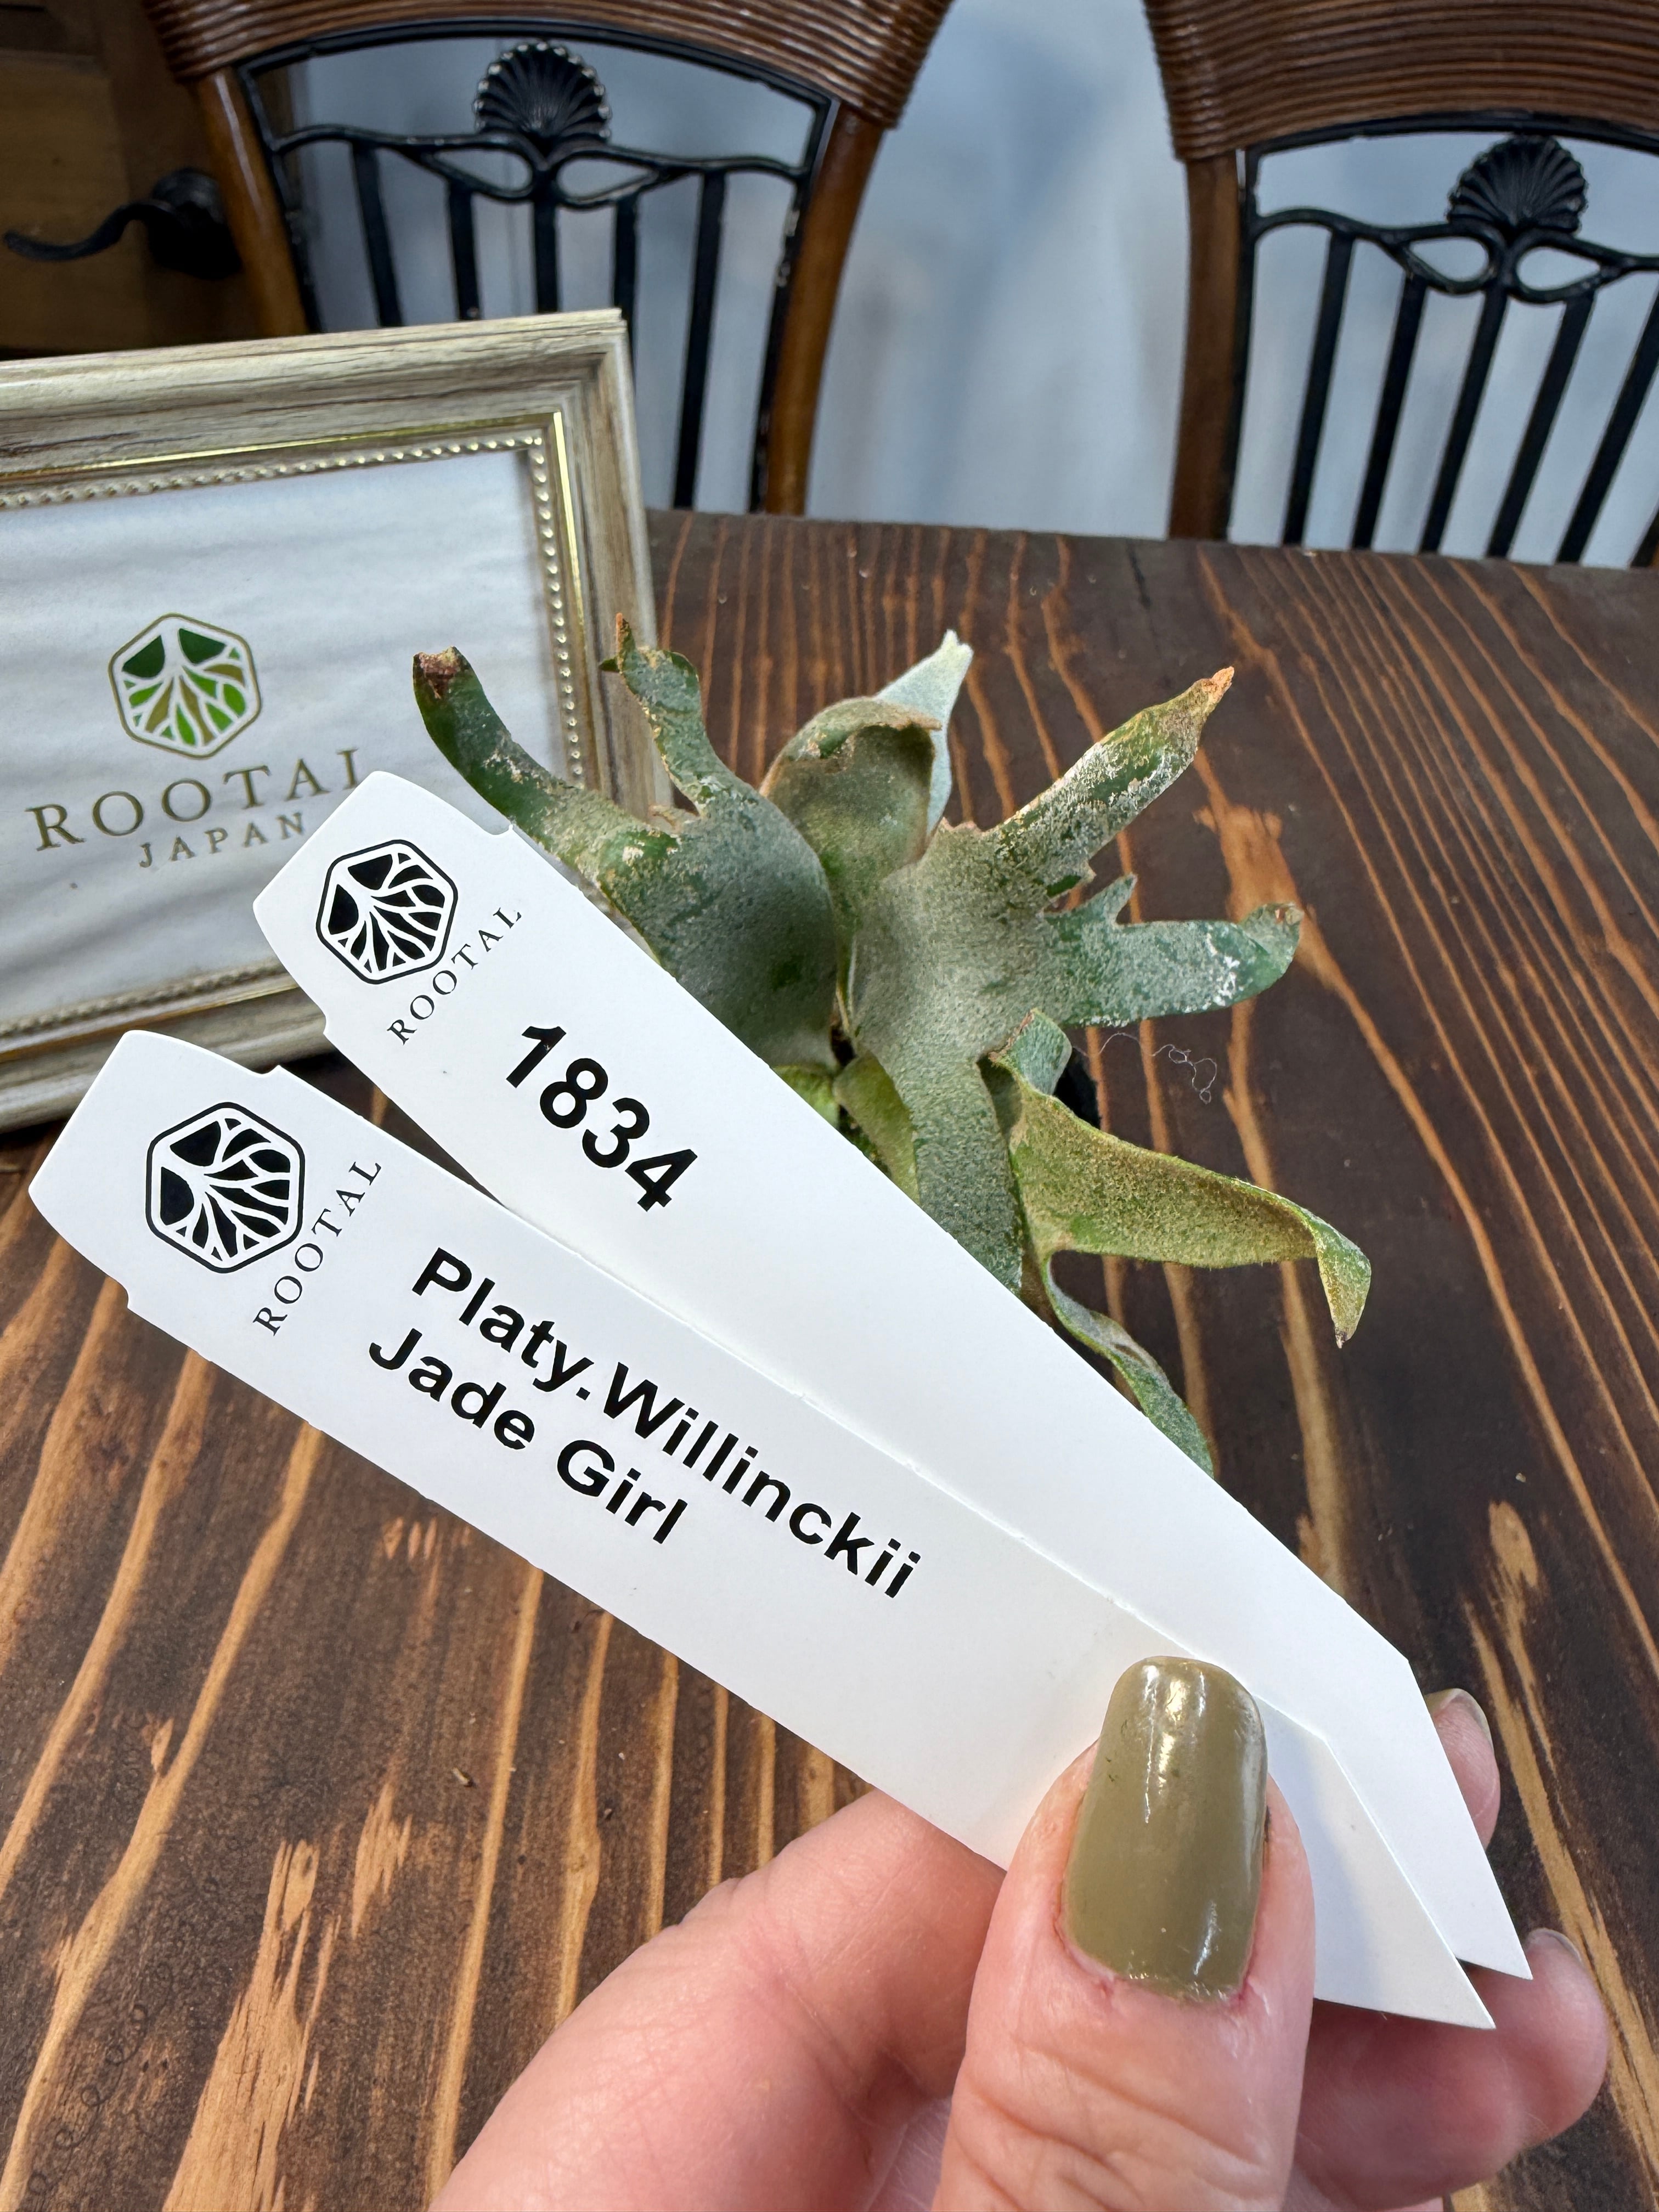 ROOTAL
JAPAN
ROOTAL
1834
ROOTAL
Platy.Willinckii
Jade Girl